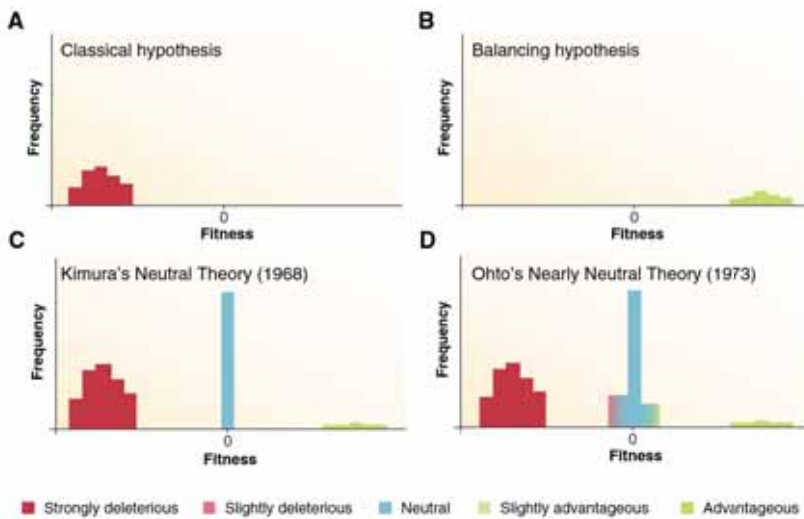 A
Classical hypothesis
Frequency
0
Fitness
B
Balancing hypothesis
Frequency
0
Fitness
C
Kimura's Neutral Theory (1968)
Frequency
0
Fitness
D
Ohto's Nearly Neutral Theory (1973)
Frequency
0
Fitness
Strongly deleterious Slightly deleterious Neutral Slightly advantageous Advantageous